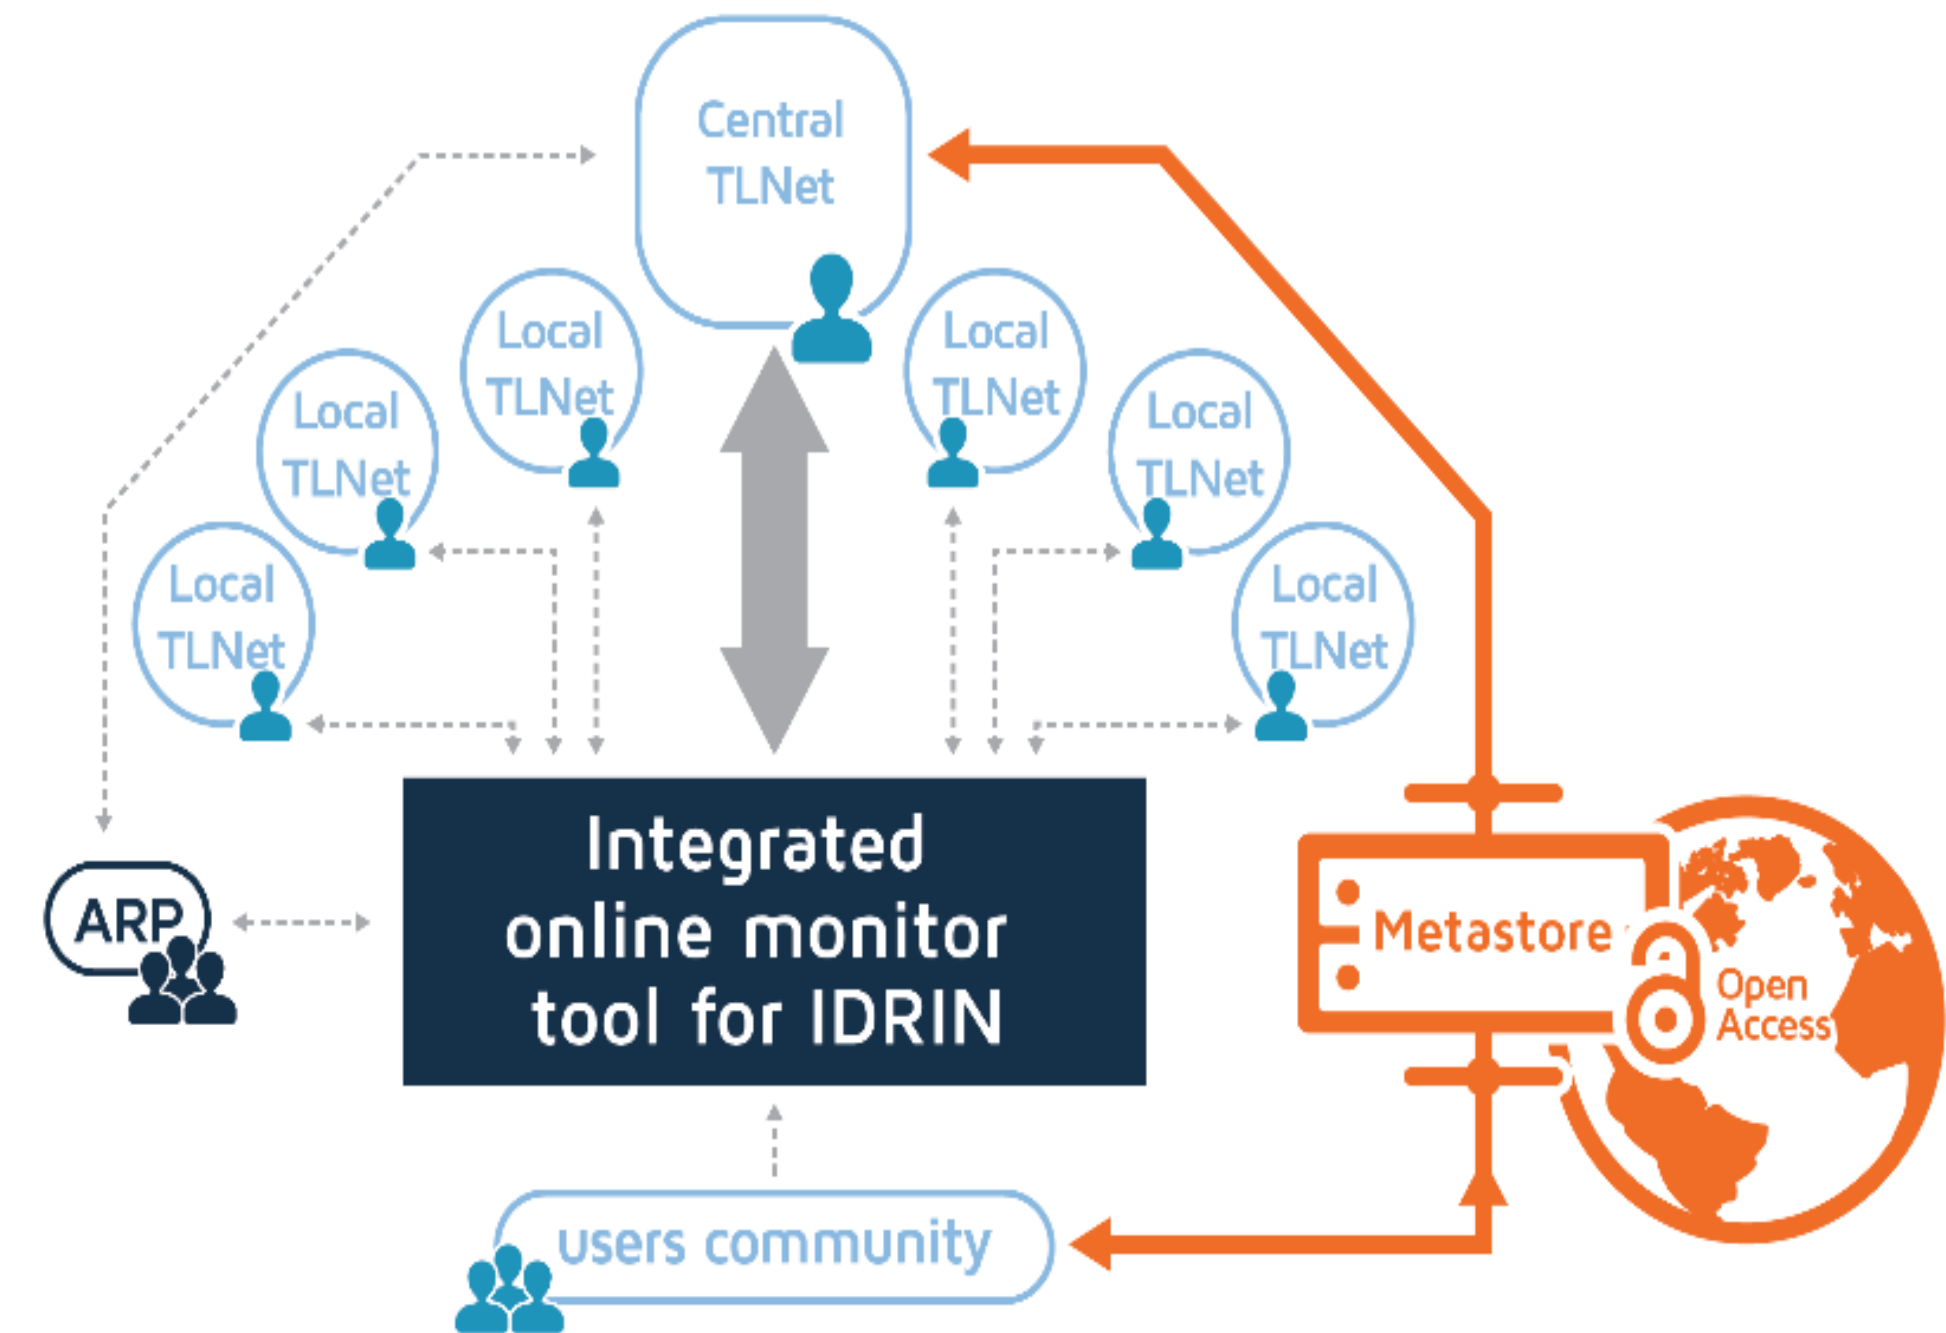 Central
TLNet
Local
TLNet
Local
TLNet
Local
TLNet
Local
TLNet
Local
TLNet
Local
TLNet
Integrated
online monitor
tool for IDRIN
ARP
Metastore
Open
Access
users community